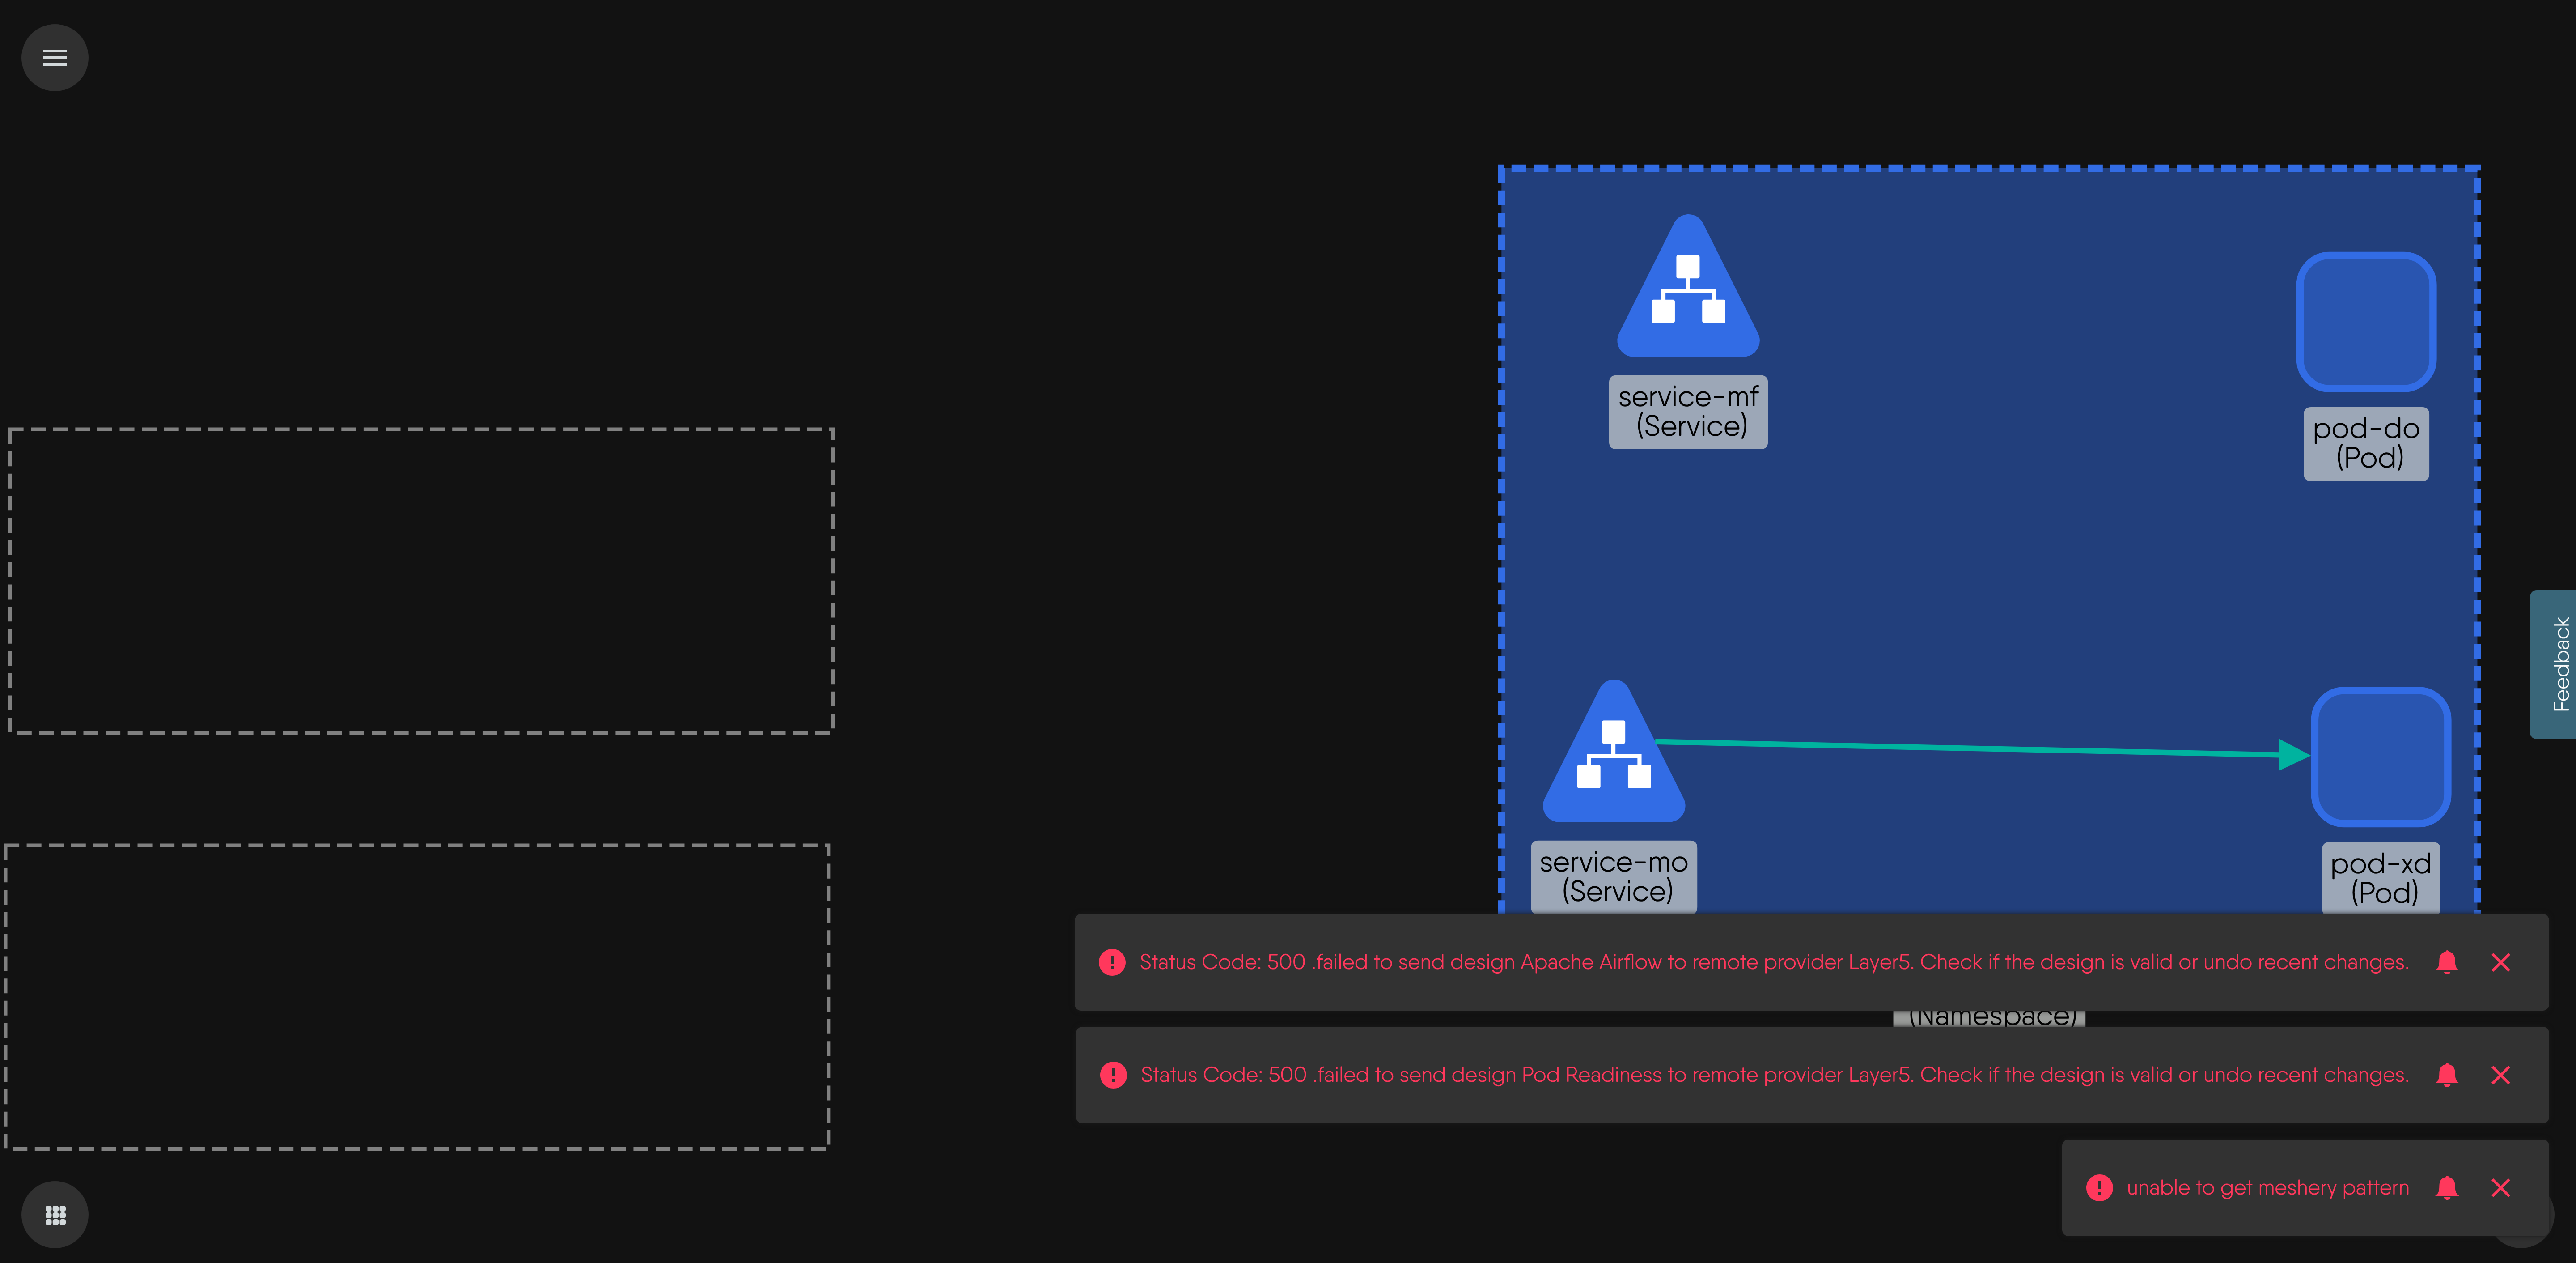 service-mf
(Service)
pod-do
(Pod)
Feedback
service-mo
(Service)
pod-xd
(Pod)
Status Code: 500 .failed to send design Apache Airflow to remote provider Layer5. Check if the design is valid or undo recent changes.
(Namespace)
Status Code: 500 .failed to send design Pod Readiness to remote provider Layer5. Check if the design is valid or undo recent changes.
unable to get meshery pattern